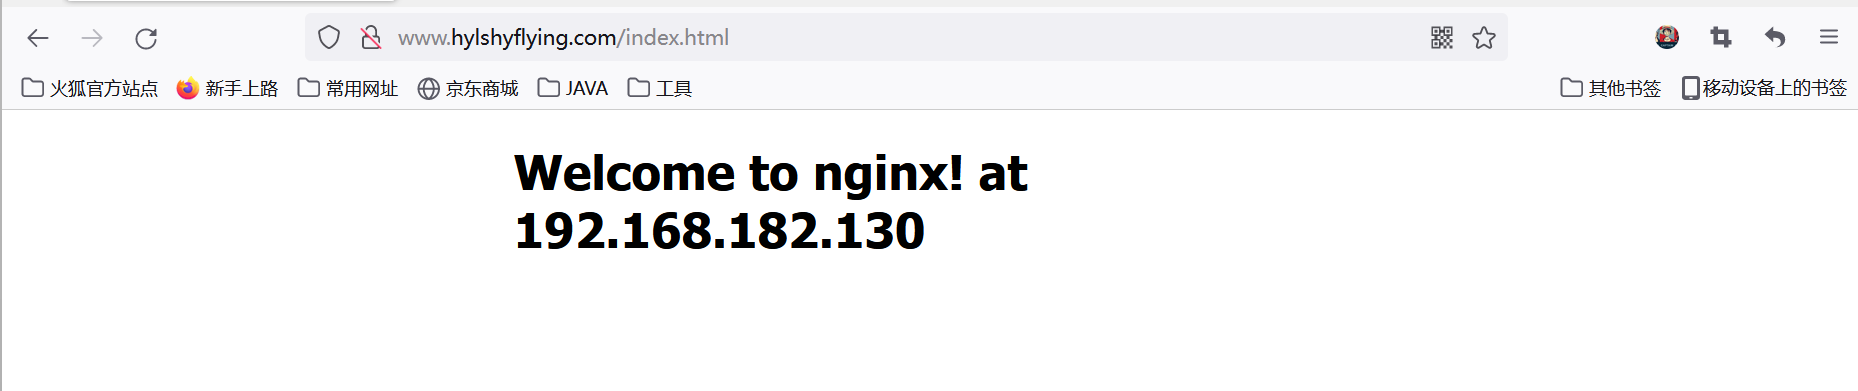 www.hylshyflying.com/index.html
火狐官方站点 新手上路 常用网址 京东商城 JAVA 工具 其他书签 移动设备上的书签
Welcome to nginx! at
192.168.182.130